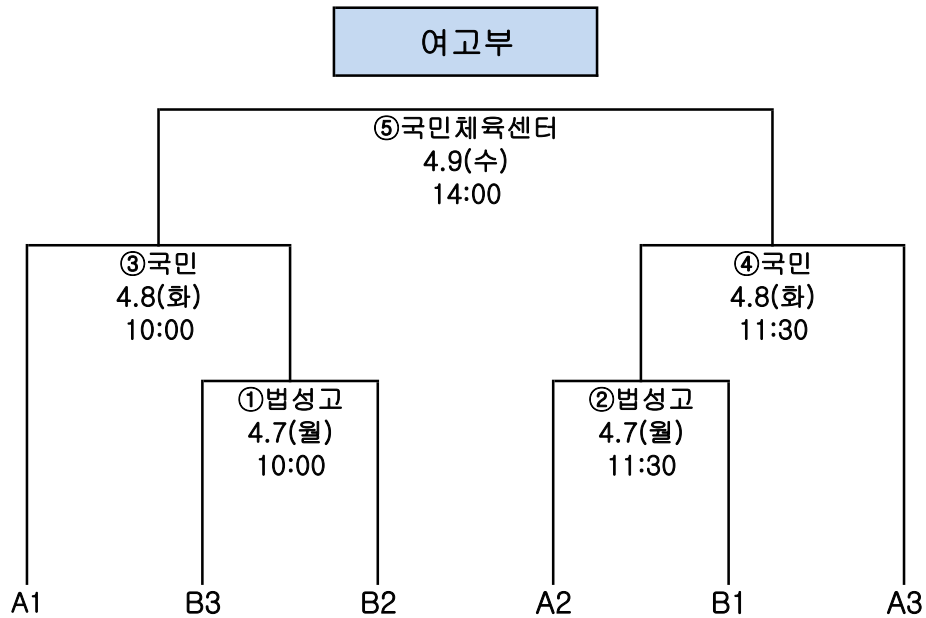 여고부
⑤국민체육센터
4.9(수)
14:00
③국민
4.8(화)
10:00
④국민
4.8(화)
11:30
①법성고
4.7(월)
10:00
②법성고
4.7(월)
11:30
A1
B3
B2
A2
B1
A3